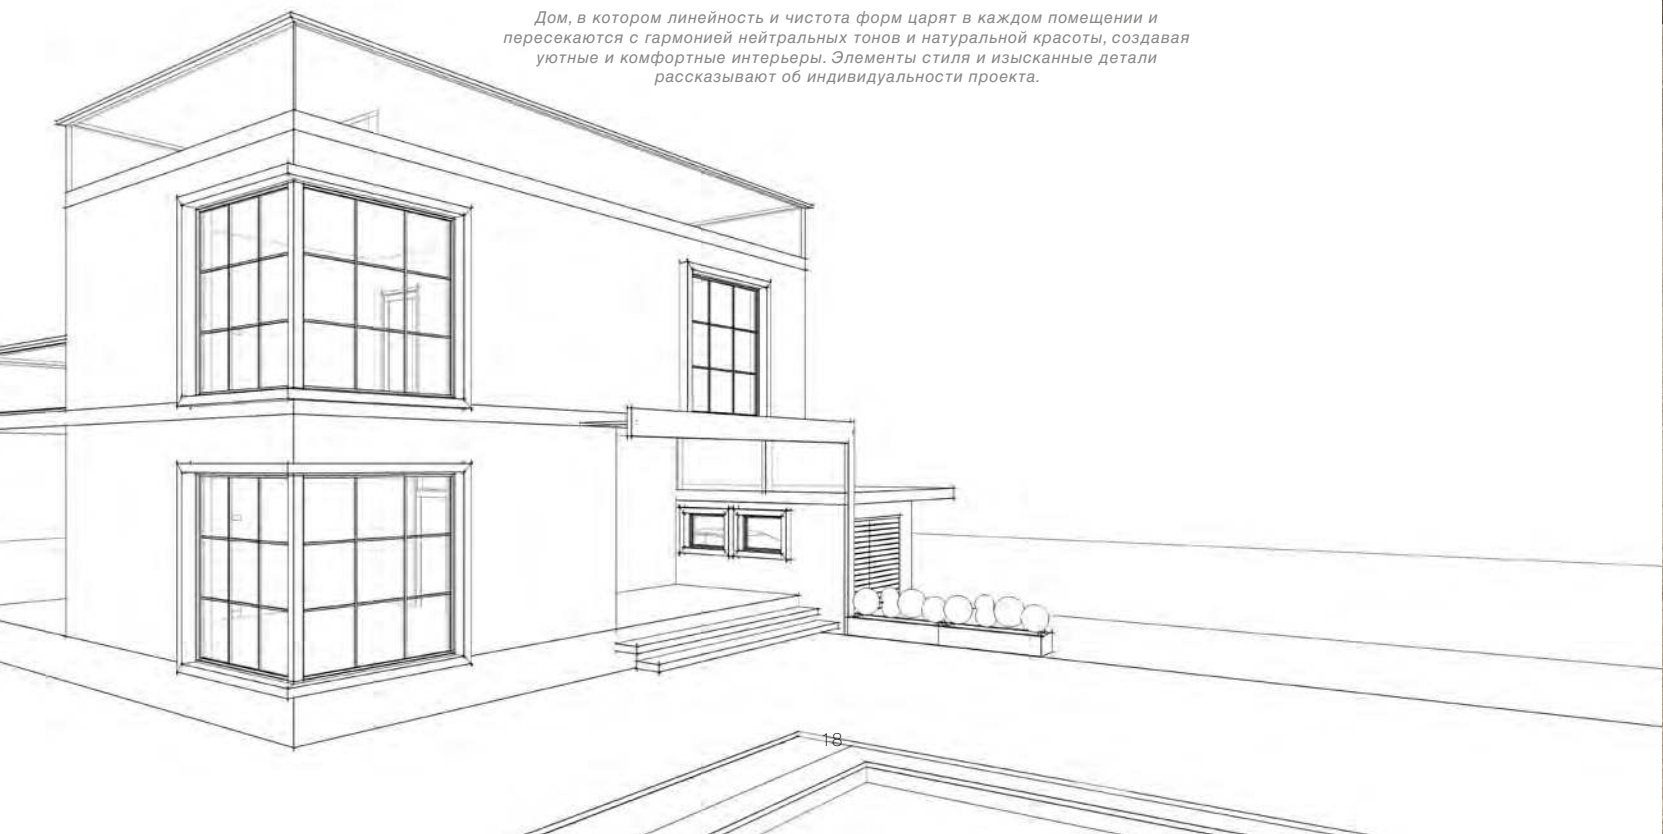 Дом, в котором линейность и чистота форм царят в каждом помещении и
пересекаются с гармонией нейтральных тонов и натуральной красоты, создавая
уютные и комфортные интерьеры. Элементы стиля и изысканные детали
рассказывают об индивидуальности проекта.
18